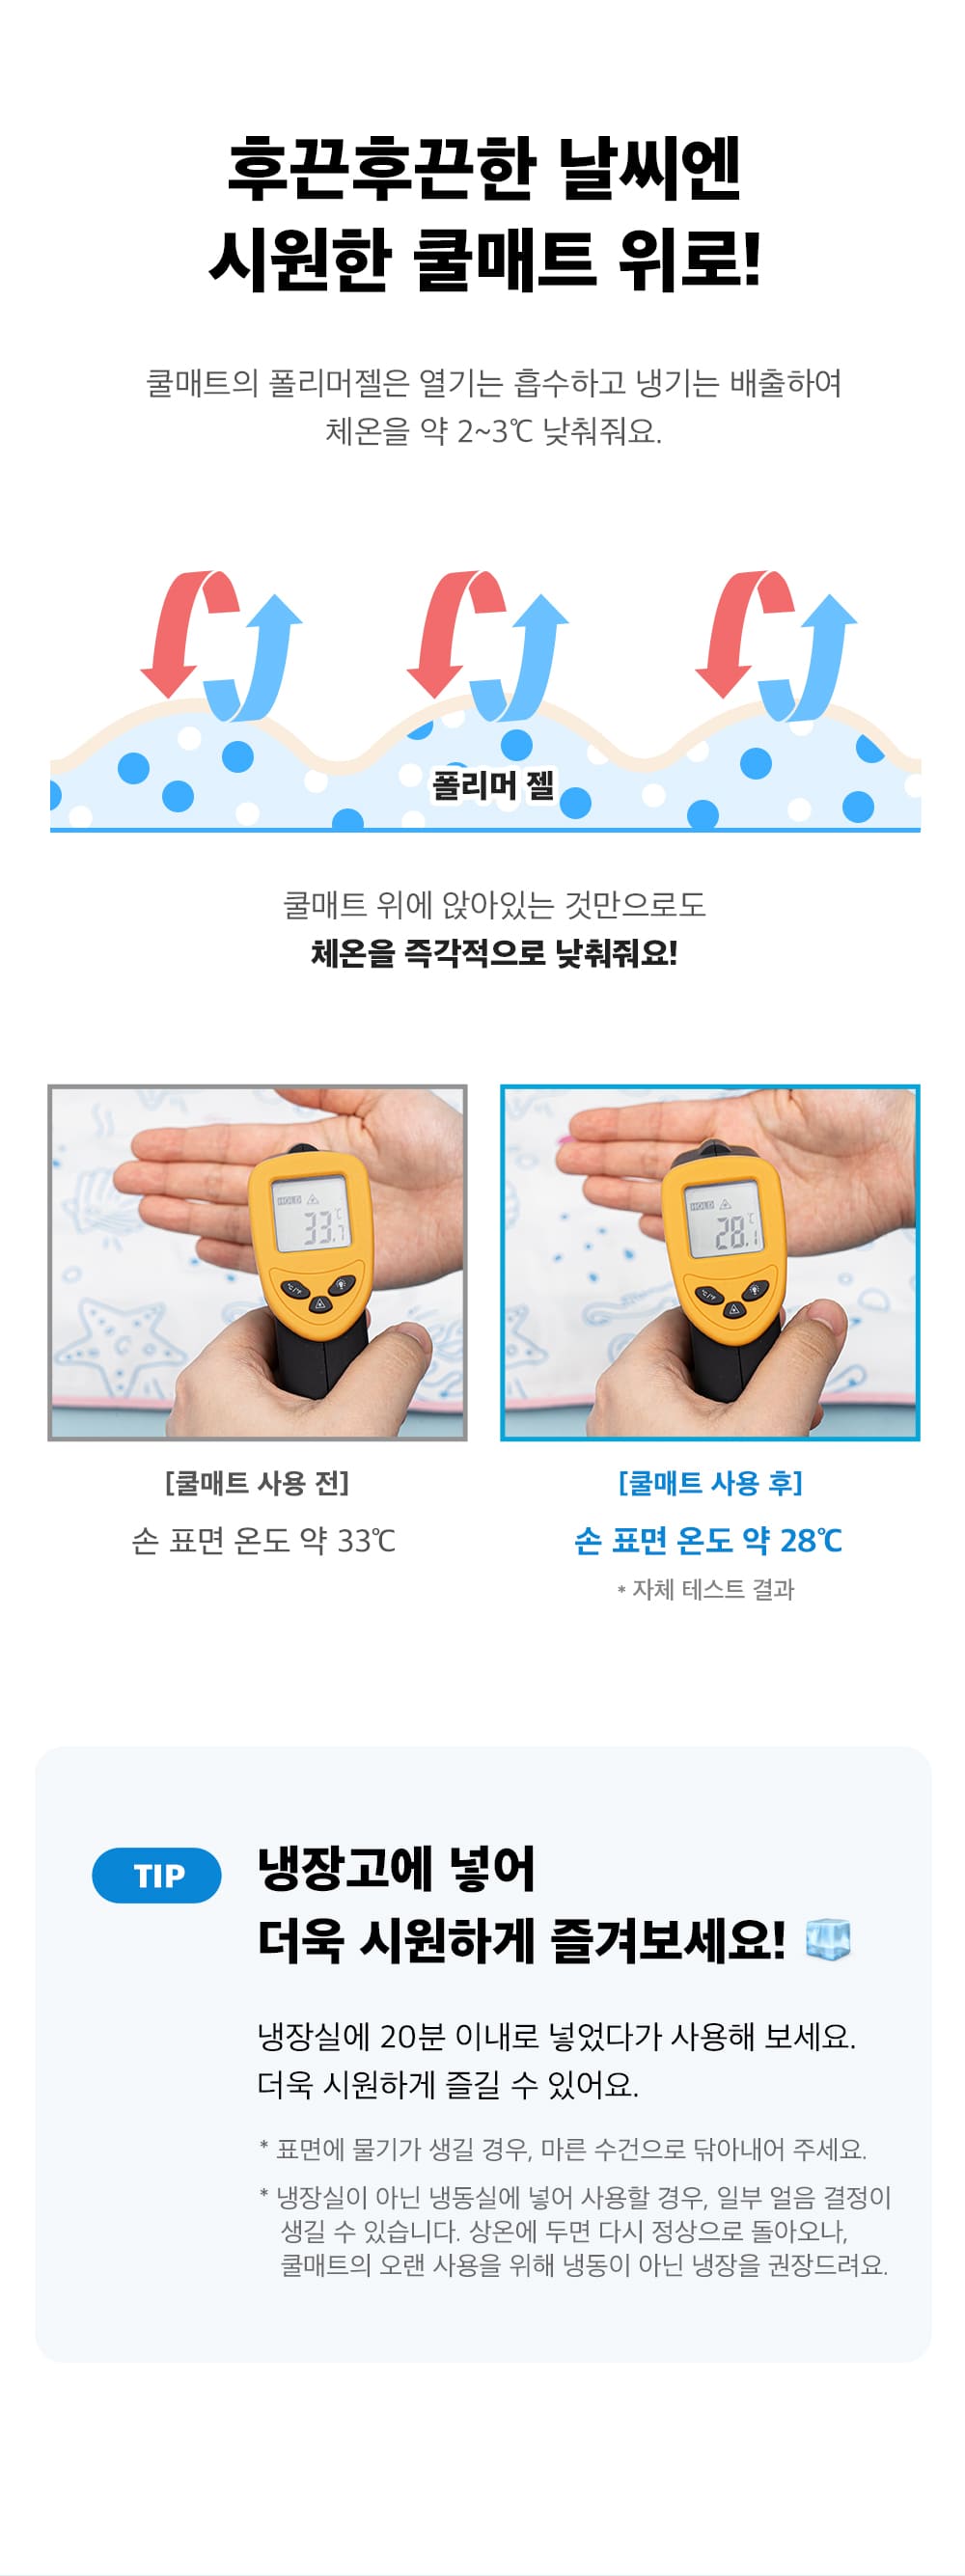 후끈후끈한 날씨엔
시원한 쿨매트 위로!
쿨매트의 폴리머젤은 열기는 흡수하고 냉기는 배출하여
체온을 약 2~3℃ 낮춰줘요.
폴리머 젤
쿨매트 위에 앉아있는 것만으로도
체온을 즉각적으로 낮춰줘요!
HOLD
33.7 ℃
℃/℉
HOLD
28.1 ℃
℃/℉
[쿨매트 사용 전]
손 표면 온도 약 33℃
[쿨매트 사용 후]
손 표면 온도 약 28℃
* 자체 테스트 결과
TIP
냉장고에 넣어
더욱 시원하게 즐겨보세요!
냉장실에 20분 이내로 넣었다가 사용해 보세요.
더욱 시원하게 즐길 수 있어요.
* 표면에 물기가 생길 경우, 마른 수건으로 닦아내어 주세요.
* 냉장실이 아닌 냉동실에 넣어 사용할 경우, 일부 얼음 결정이
생길 수 있습니다. 상온에 두면 다시 정상으로 돌아오나,
쿨매트의 오랜 사용을 위해 냉동이 아닌 냉장을 권장드려요.